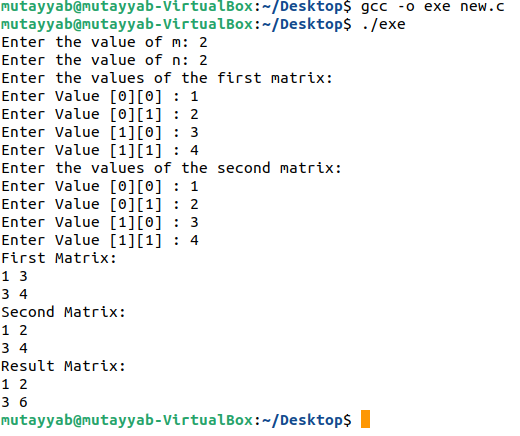 mutayyab@mutayyab-VirtualBox:~/Desktop$ gcc -o exe new.c
mutayyab@mutayyab-VirtualBox:~/Desktop$ ./exe
Enter the value of m: 2
Enter the value of n: 2
Enter the values of the first matrix:
Enter Value [0][0] : 1
Enter Value [0][1] : 2
Enter Value [1][0] : 3
Enter Value [1][1] : 4
Enter the values of the second matrix:
Enter Value [0][0] : 1
Enter Value [0][1] : 2
Enter Value [1][0] : 3
Enter Value [1][1] : 4
First Matrix:
1 3
3 4
Second Matrix:
1 2
3 4
Result Matrix:
1 2
3 6
mutayyab@mutayyab-VirtualBox:~/Desktop$